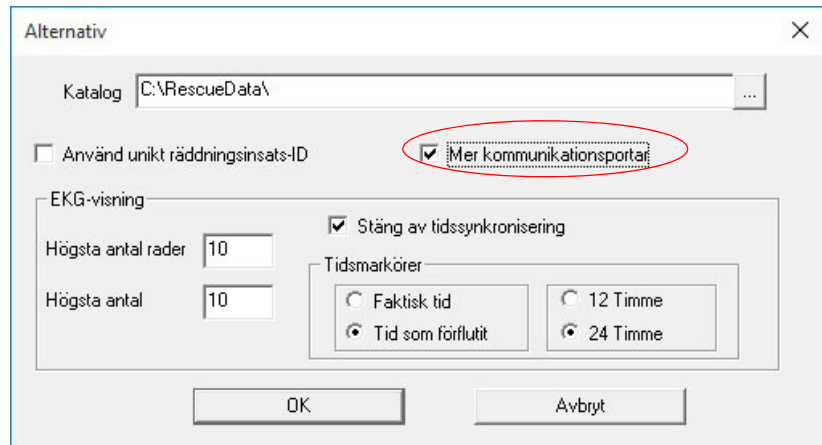 Alternativ
Katalog C:\RescueData\ ...
Använd unikt räddningsinsats-ID Mer kommunikationsportar
EKG-visning
Stäng av tidssynkronisering
Högsta antal rader 10
Tidsmarkörer
Högsta antal 10 Faktisk tid 12 Timme
Tid som förflutit 24 Timme
OK Avbryt